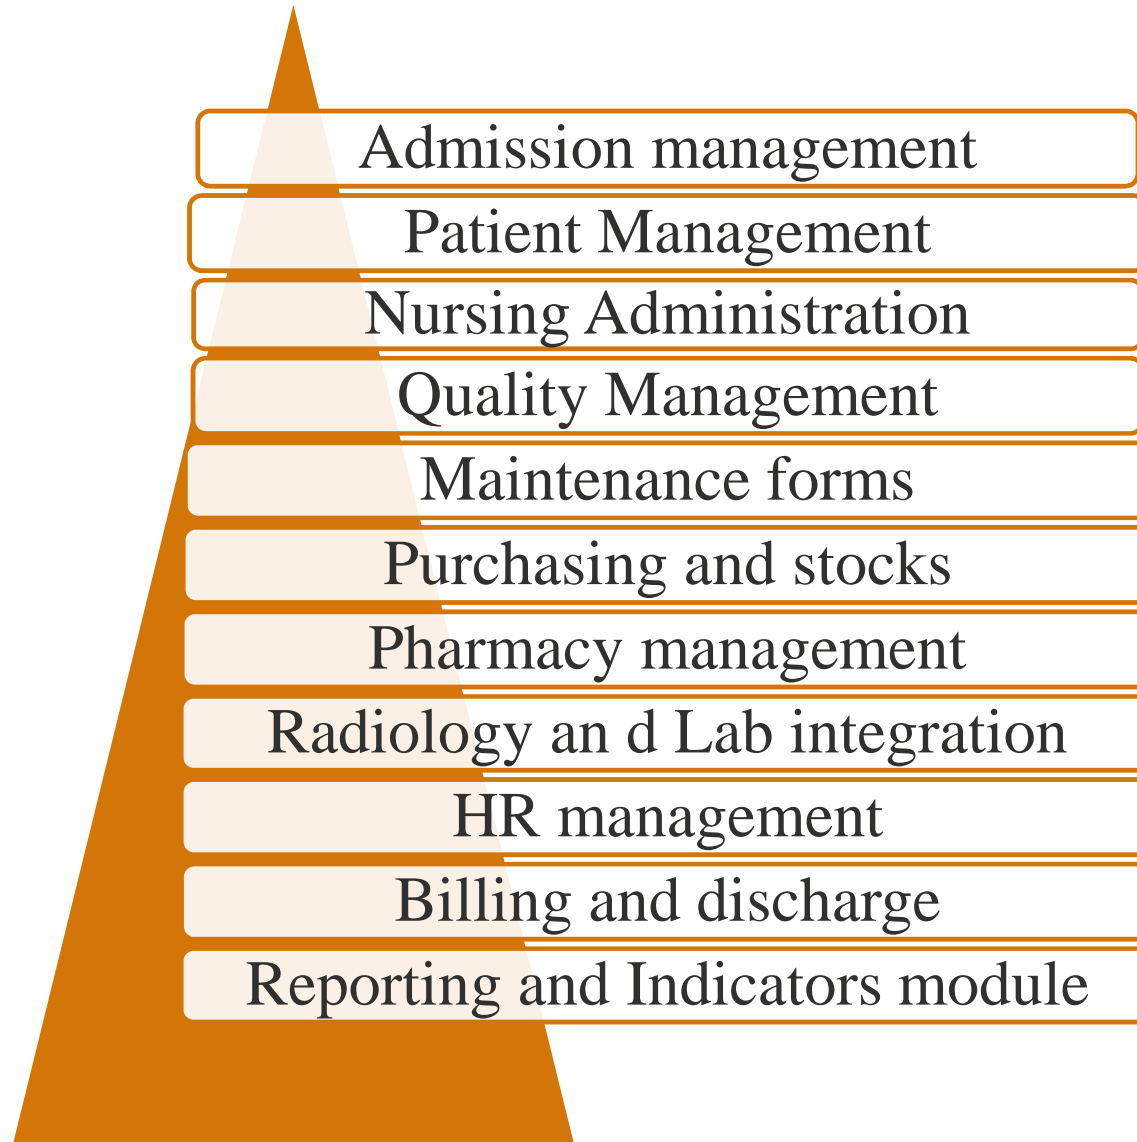 Admission management
Patient Management
Nursing Administration
Quality Management
Maintenance forms
Purchasing and stocks
Pharmacy management
Radiology an d Lab integration
HR management
Billing and discharge
Reporting and Indicators module